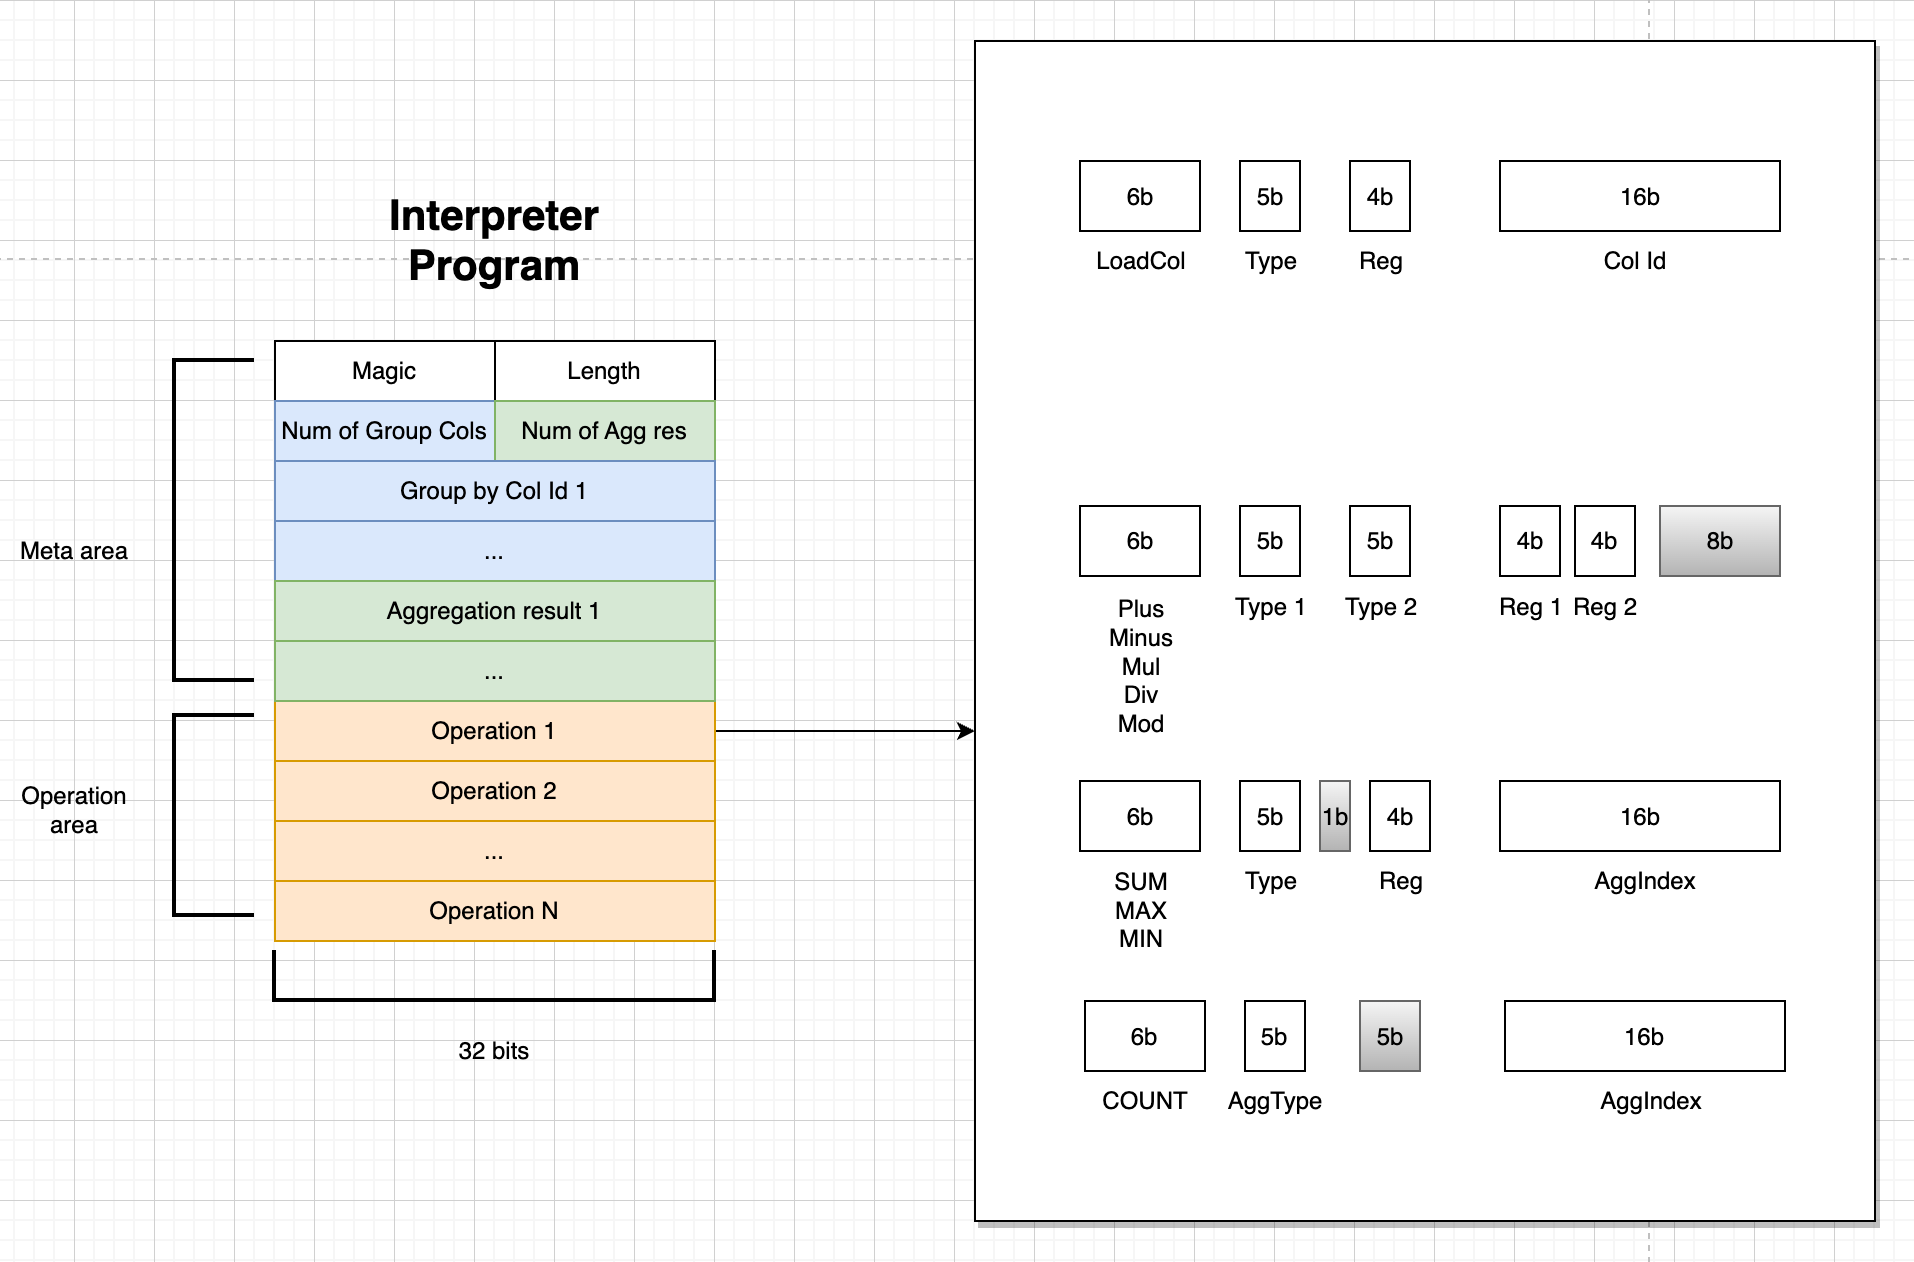 Interpreter
Program
Magic
Length
Num of Group Cols
Num of Agg res
Group by Col Id 1
...
Aggregation result 1
...
Operation 1
Operation 2
...
Operation N
Meta area
Operation
area
32 bits
6b
5b
4b
16b
LoadCol
Type
Reg
Col Id
6b
5b
5b
4b
4b
8b
Plus
Minus
Mul
Div
Mod
Type 1
Type 2
Reg 1
Reg 2
6b
5b
1b
4b
16b
SUM
MAX
MIN
Type
Reg
AggIndex
6b
5b
5b
16b
COUNT
AggType
AggIndex